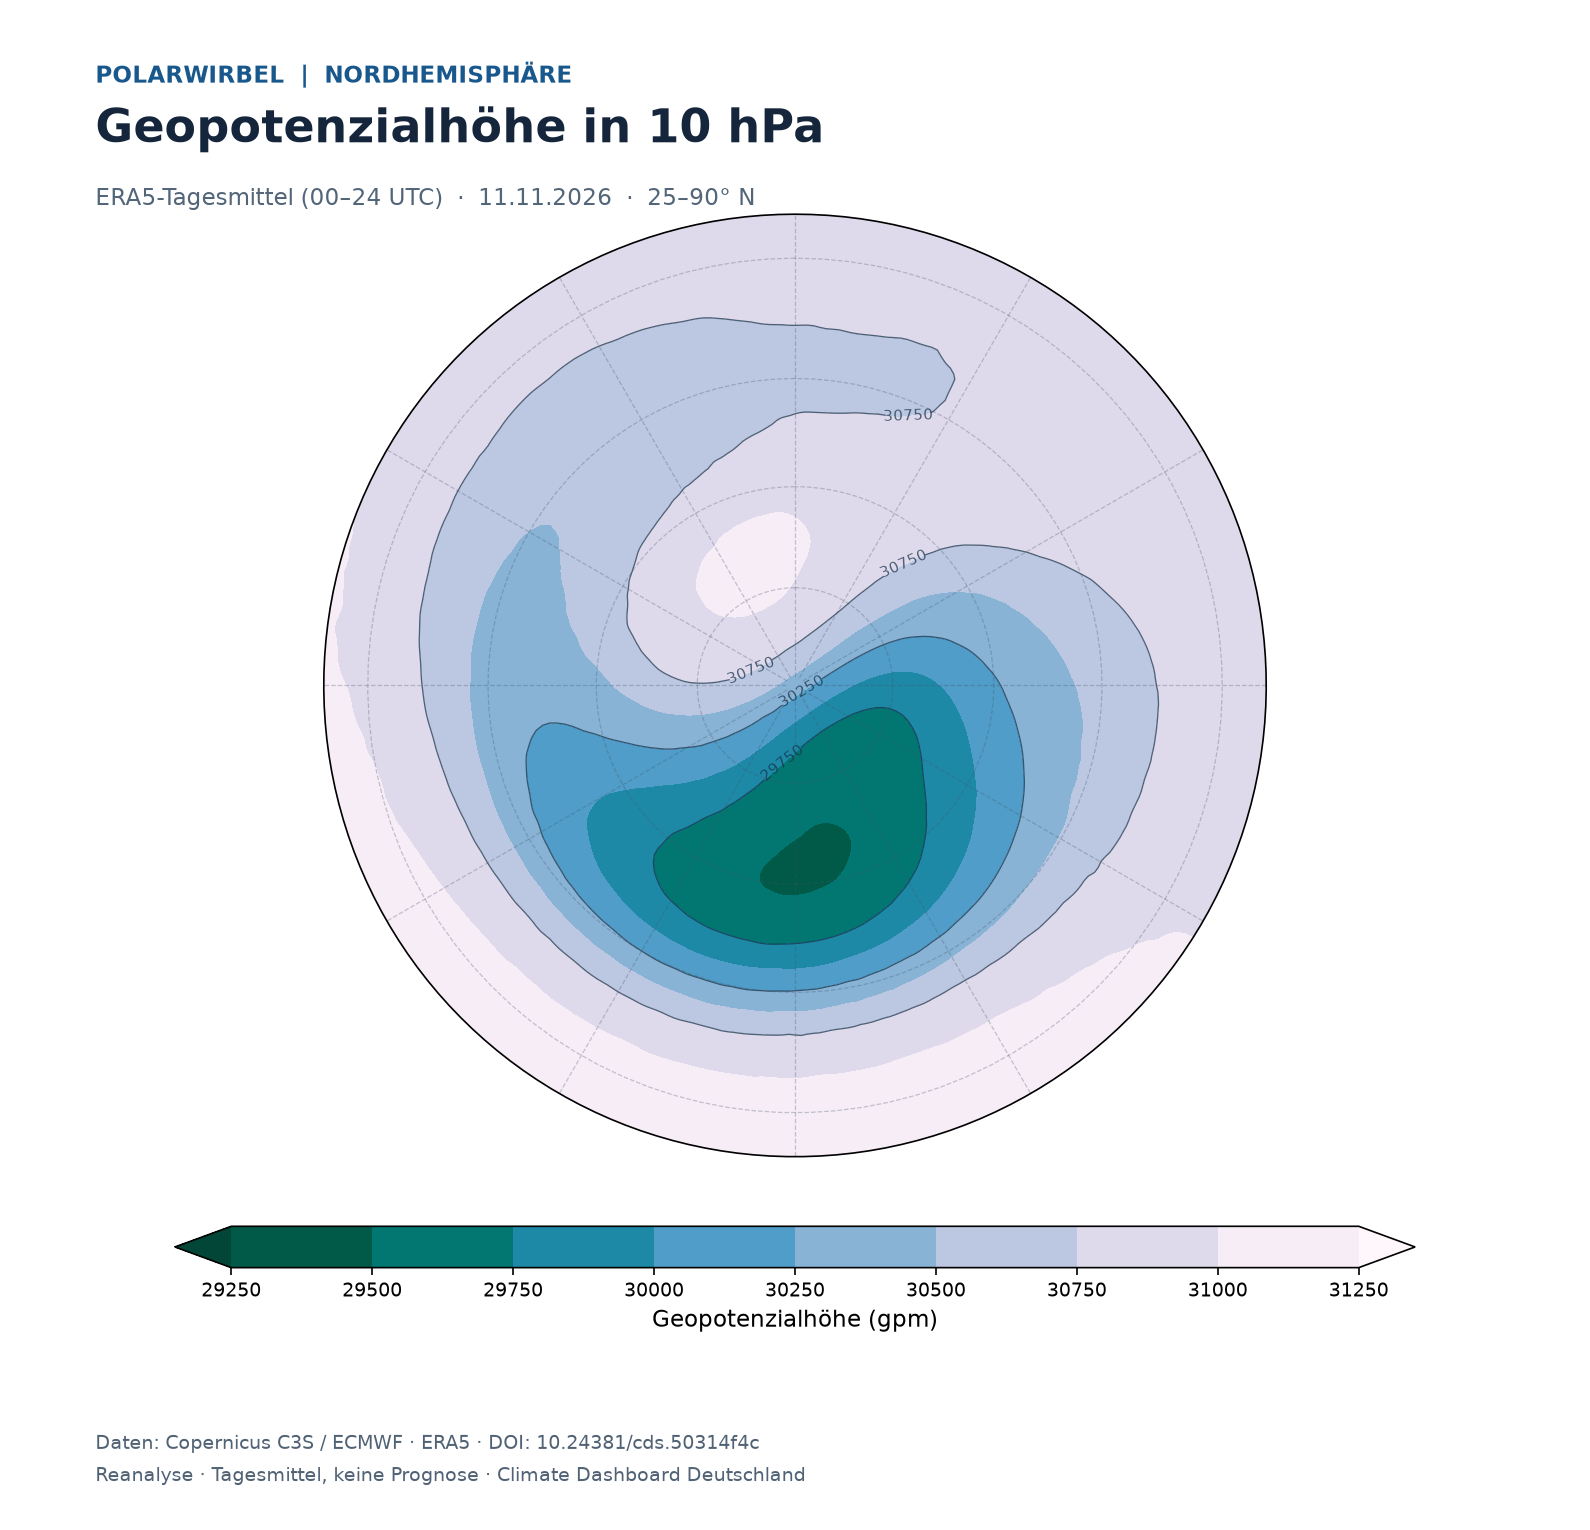 POLARWIRBEL | NORDHEMISPHÄRE
Geopotenzialhöhe in 10 hPa
ERA5-Tagesmittel (00–24 UTC) · 11.11.2026 · 25–90° N
30750
30750
30750
30250
29750
29250 29500 29750 30000 30250 30500 30750 31000 31250
Geopotenzialhöhe (gpm)
Daten: Copernicus C3S / ECMWF · ERA5 · DOI: 10.24381/cds.50314f4c
Reanalyse · Tagesmittel, keine Prognose · Climate Dashboard Deutschland